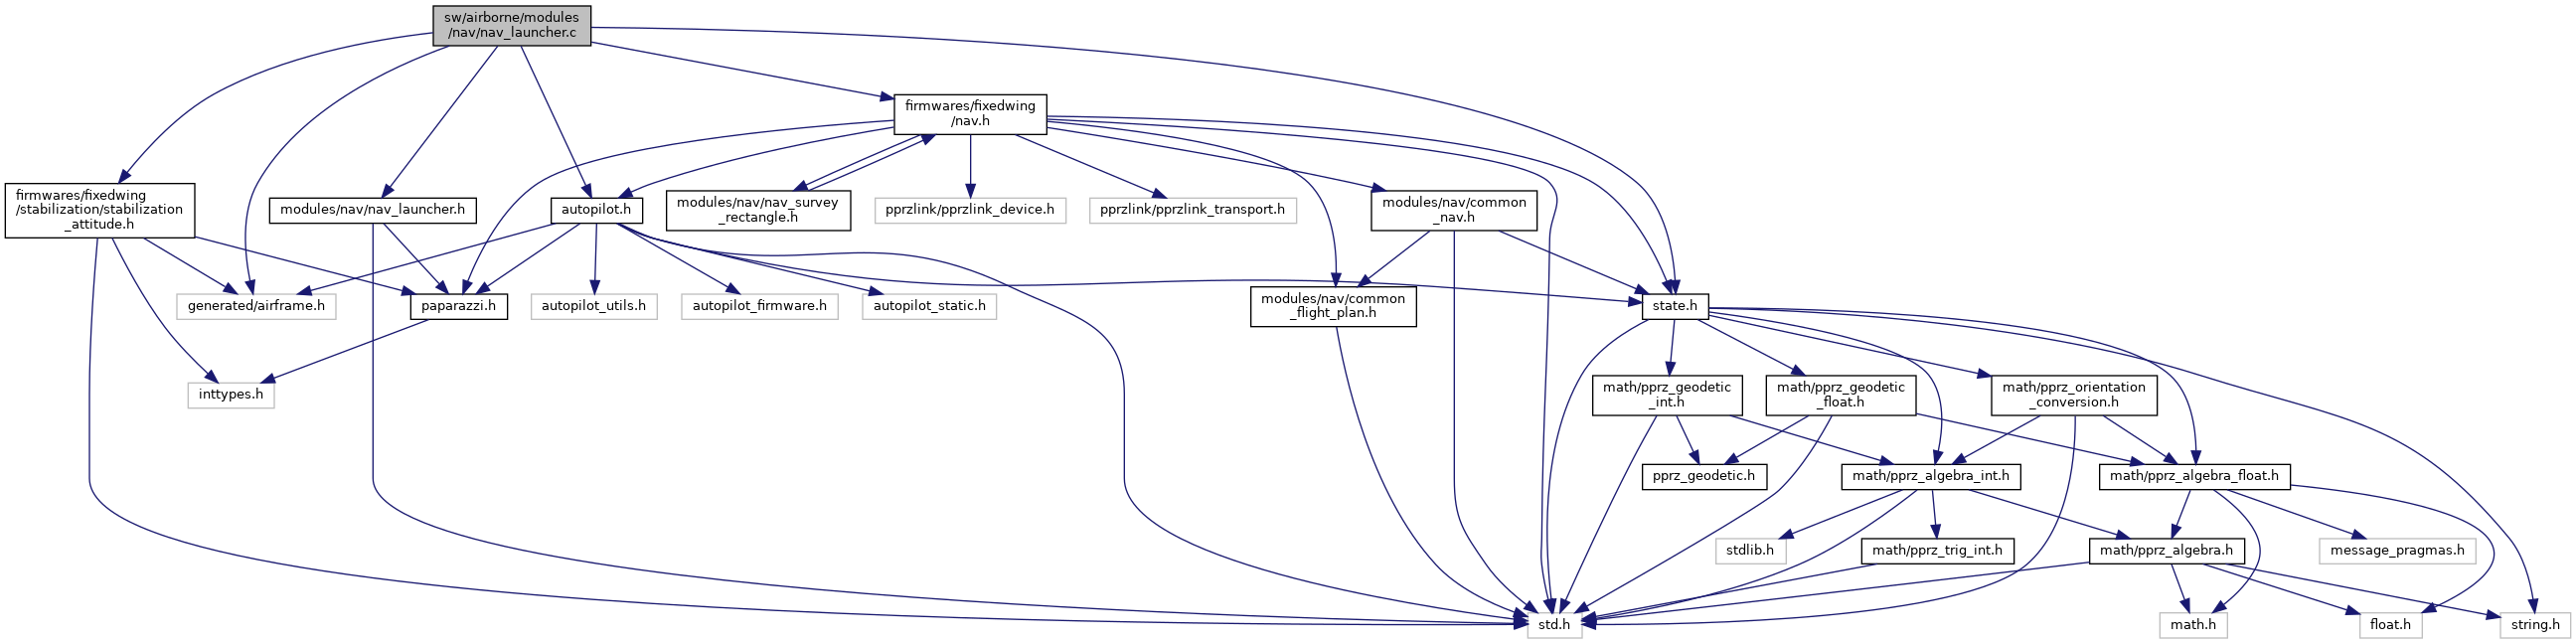 sw/airborne/modules
/nav/nav_launcher.c
firmwares/fixedwing
/nav.h
firmwares/fixedwing
/stabilization/stabilization
_attitude.h
modules/nav/nav_launcher.h
autopilot.h
modules/nav/nav_survey
_rectangle.h
pprzlink/pprzlink_device.h
pprzlink/pprzlink_transport.h
modules/nav/common
_nav.h
generated/airframe.h
paparazzi.h
autopilot_utils.h
autopilot_firmware.h
autopilot_static.h
modules/nav/common
_flight_plan.h
state.h
inttypes.h
math/pprz_geodetic
_int.h
math/pprz_geodetic
_float.h
math/pprz_orientation
_conversion.h
pprz_geodetic.h
math/pprz_algebra_int.h
math/pprz_algebra_float.h
stdlib.h
math/pprz_trig_int.h
math/pprz_algebra.h
message_pragmas.h
std.h
math.h
float.h
string.h